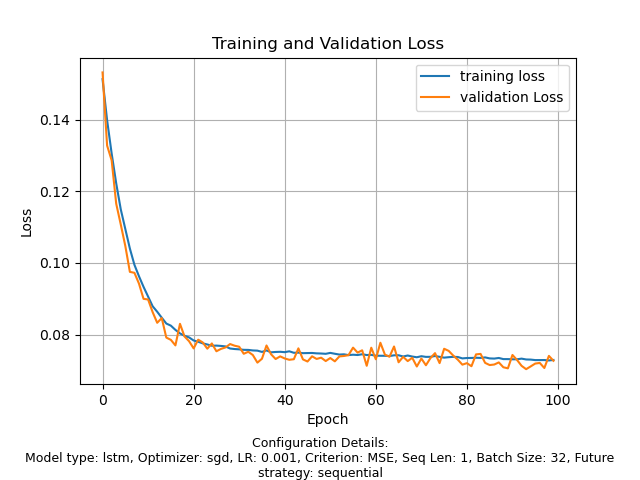 Training and Validation Loss
training loss
validation Loss
0.14
0.12
0.10
0.08
Loss
0 20 40 60 80 100
Epoch
Configuration Details:
Model type: lstm, Optimizer: sgd, LR: 0.001, Criterion: MSE, Seq Len: 1, Batch Size: 32, Future
strategy: sequential